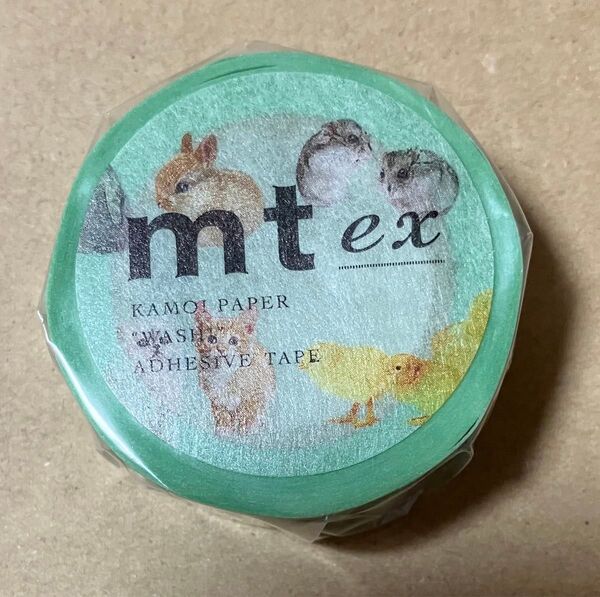 mt ex
KAMOI PAPER
"WASHI"
ADHESIVE TAPE